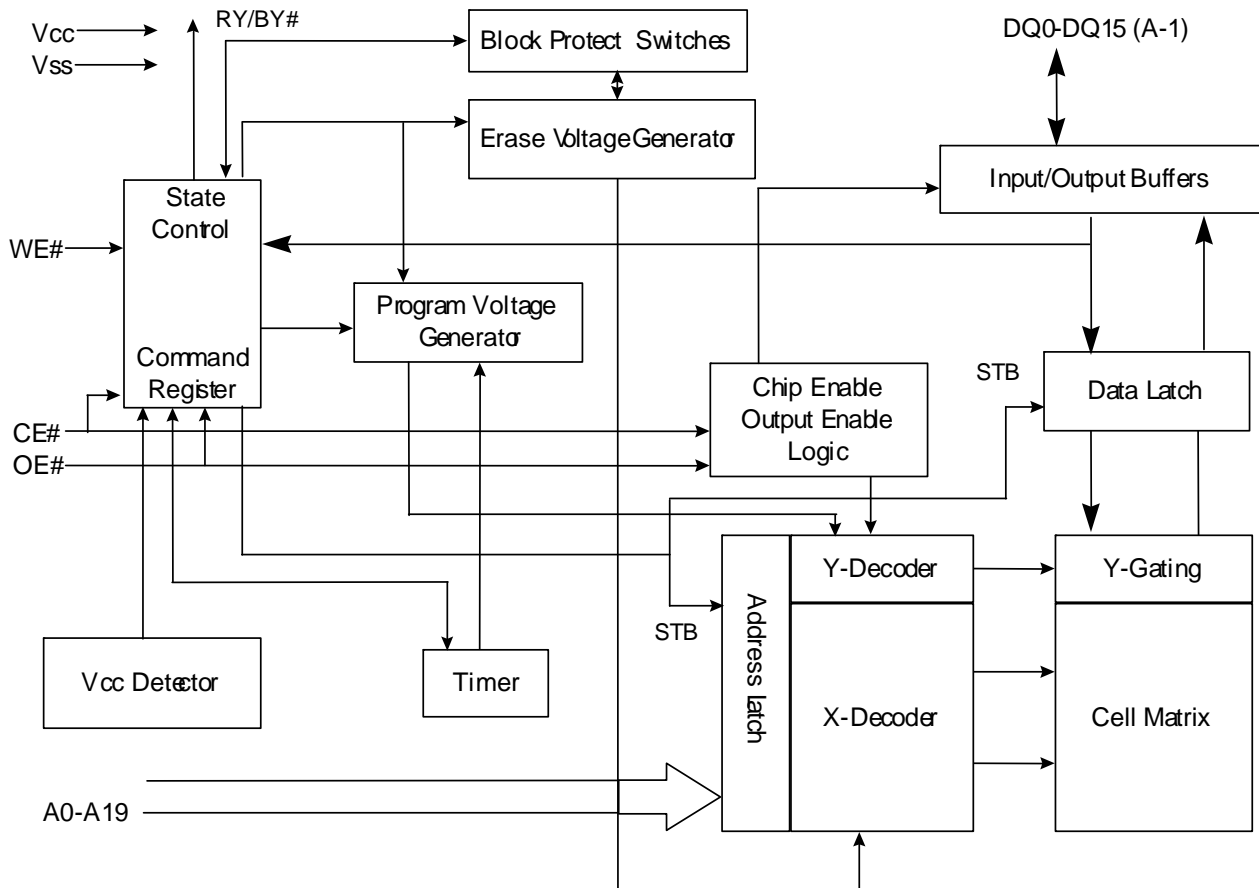 Vcc
Vss
RY/BY#
Block Protect Switches
DQ0-DQ15 (A-1)
Erase Voltage Generator
Input/Output Buffers
State
Control
WE#
Program Voltage
Generator
Command
Register
Chip Enable
Output Enable
Logic
STB
Data Latch
CE#
OE#
Y-Decoder
Y-Gating
Address latch
STB
Vcc Detector
Timer
X-Decoder
Cell Matrix
A0-A19